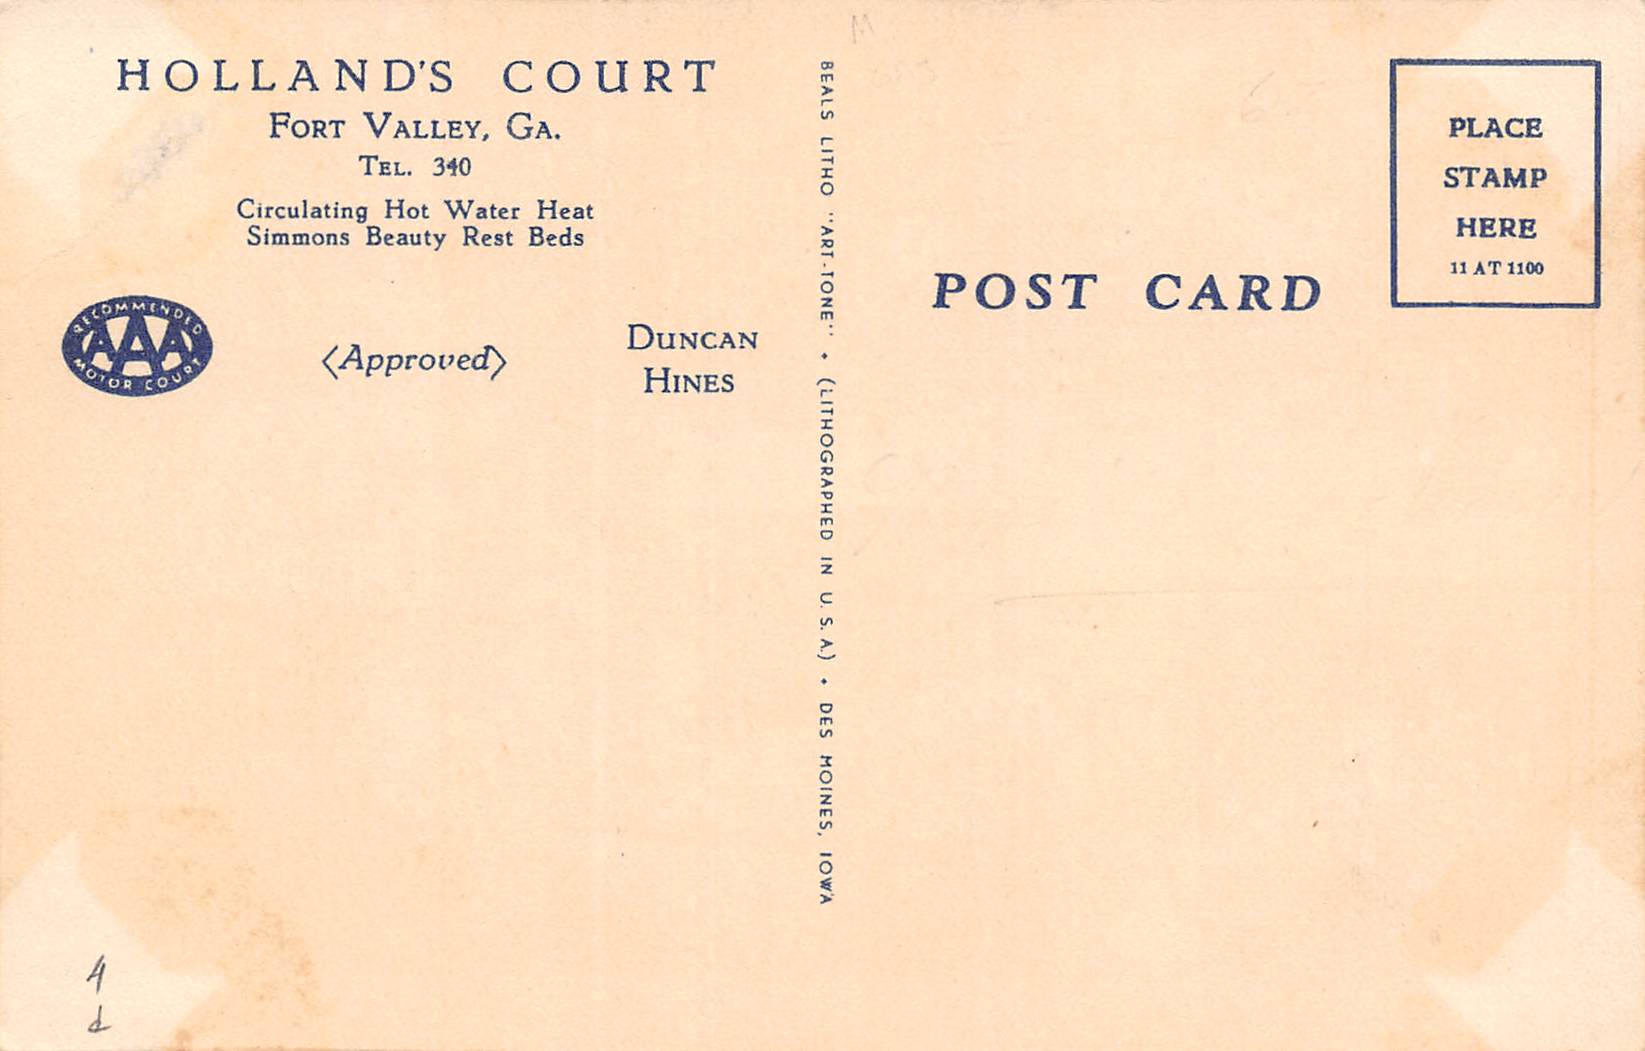 HOLLAND'S COURT
FORT VALLEY, GA.
TEL. 340
Circulating Hot Water Heat
Simmons Beauty Rest Beds
RECOMMENDED
AAA
MOTOR COURT
<Approved>
DUNCAN
HINES
BEALS LITHO "ART-TONE" • (LITHOGRAPHED IN U. S. A.) • DES MOINES, IOWA
POST CARD
PLACE
STAMP
HERE
11 AT 1100
4
d